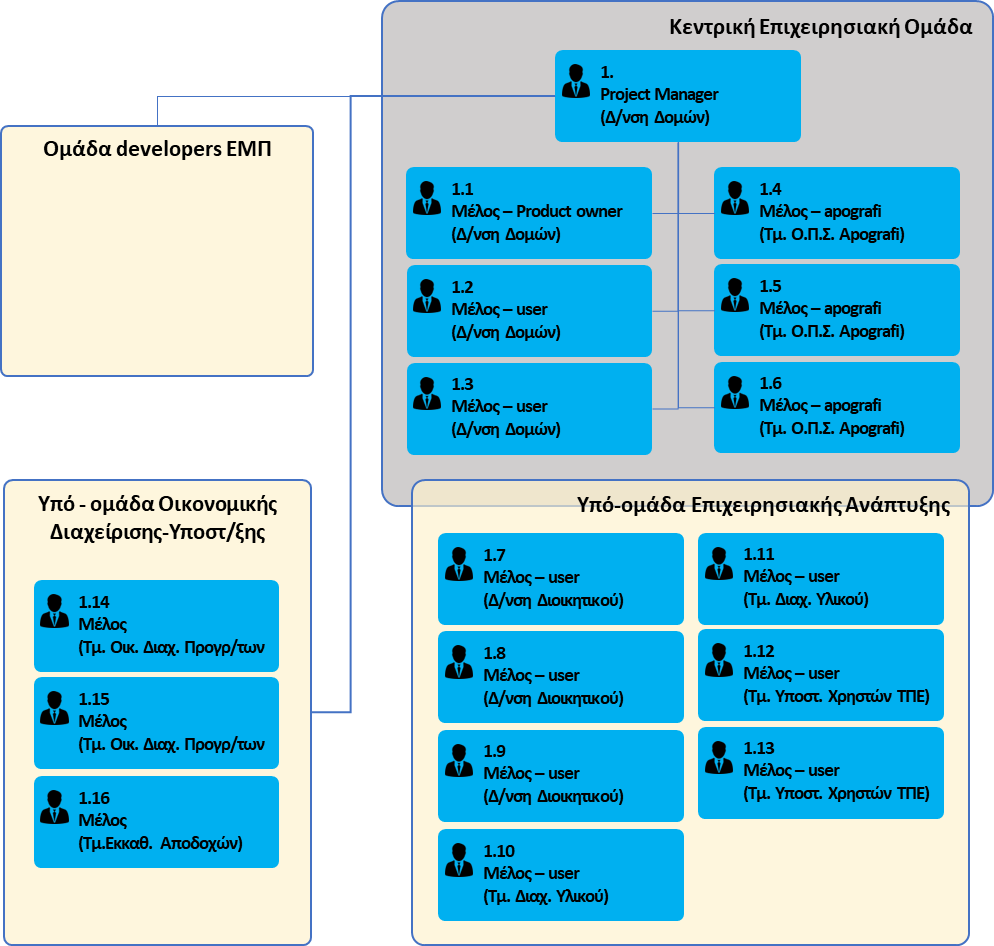 Κεντρική Επιχειρησιακή Ομάδα
1.
Project Manager
(Δ/νση Δομών)
Ομάδα developers ΕΜΠ
1.1
Μέλος – Product owner
(Δ/νση Δομών)
1.2
Μέλος – user
(Δ/νση Δομών)
1.3
Μέλος – user
(Δ/νση Δομών)
1.4
Μέλος – apografi
(Τμ. Ο.Π.Σ. Apografi)
1.5
Μέλος – apografi
(Τμ. Ο.Π.Σ. Apografi)
1.6
Μέλος – apografi
(Τμ. Ο.Π.Σ. Apografi)
Υπό - ομάδα Οικονομικής
Διαχείρισης-Υποστ/ξης
1.14
Μέλος
(Τμ. Οικ. Διαχ. Προγρ/των
1.15
Μέλος
(Τμ. Οικ. Διαχ. Προγρ/των
1.16
Μέλος
(Τμ.Εκκαθ. Αποδοχών)
Υπό-ομάδα Επιχειρησιακής Ανάπτυξης
1.7
Μέλος – user
(Δ/νση Διοικητικού)
1.8
Μέλος – user
(Δ/νση Διοικητικού)
1.9
Μέλος – user
(Δ/νση Διοικητικού)
1.10
Μέλος – user
(Τμ. Διαχ. Υλικού)
1.11
Μέλος – user
(Τμ. Διαχ. Υλικού)
1.12
Μέλος – user
(Τμ. Υποστ. Χρηστών ΤΠΕ)
1.13
Μέλος – user
(Τμ. Υποστ. Χρηστών ΤΠΕ)